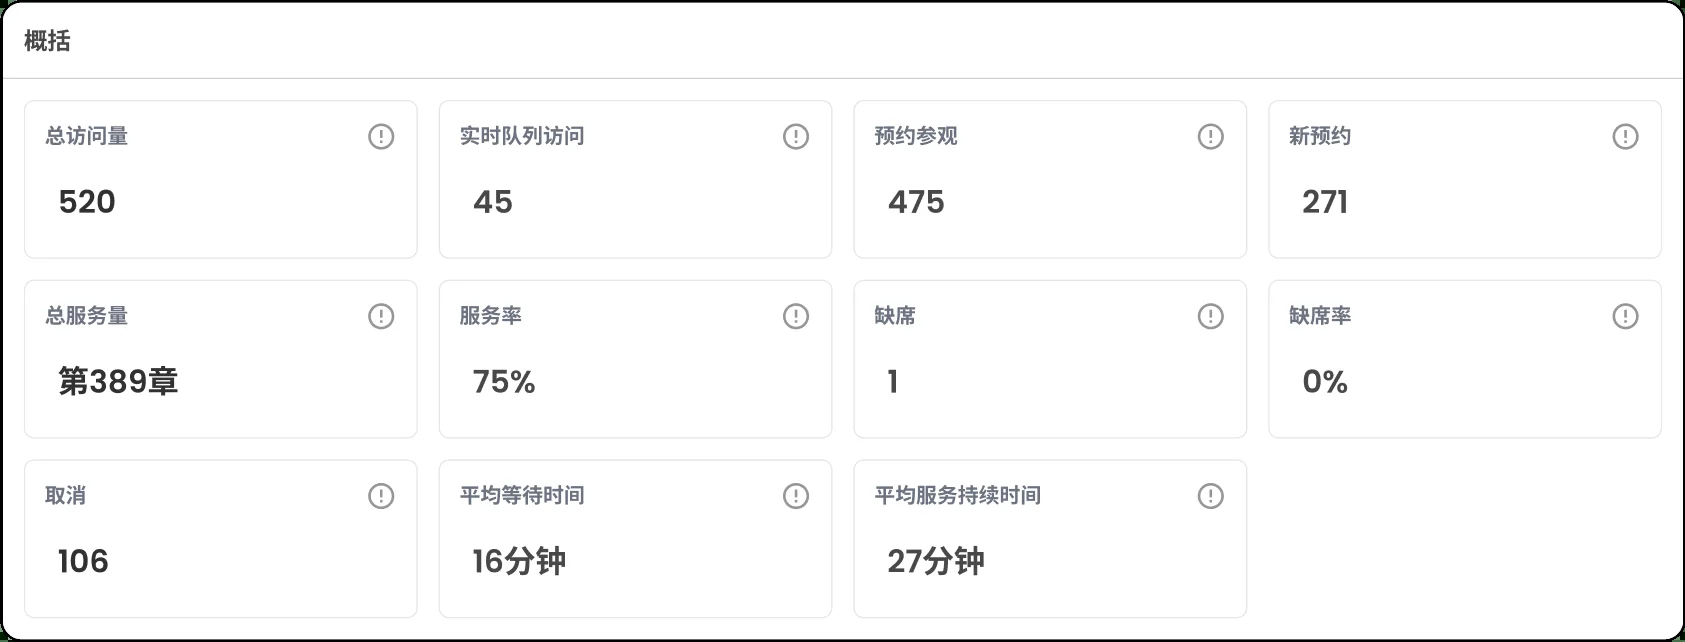 概括
总访问量
520
实时队列访问
45
预约参观
475
新预约
271
总服务量
第389章
服务率
75%
缺席
1
缺席率
0%
取消
106
平均等待时间
16分钟
平均服务持续时间
27分钟